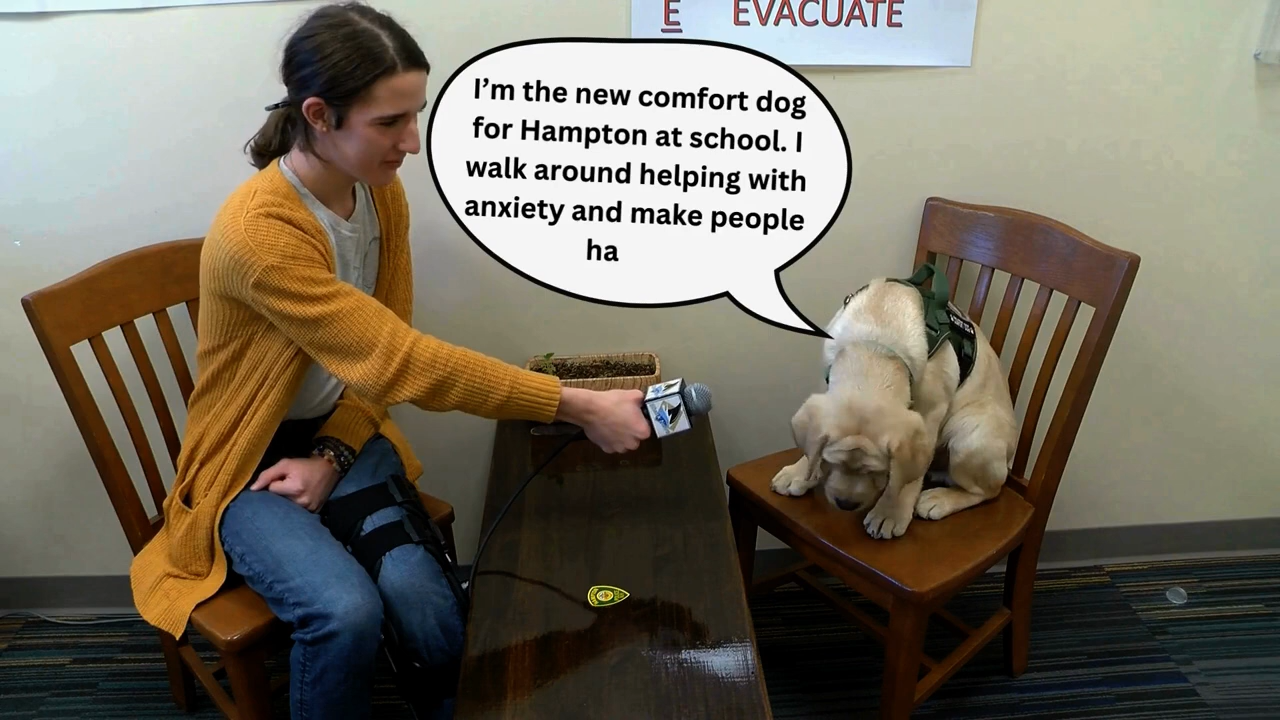 E EVACUATE
I’m the new comfort dog
for Hampton at school. I
walk around helping with
anxiety and make people
ha